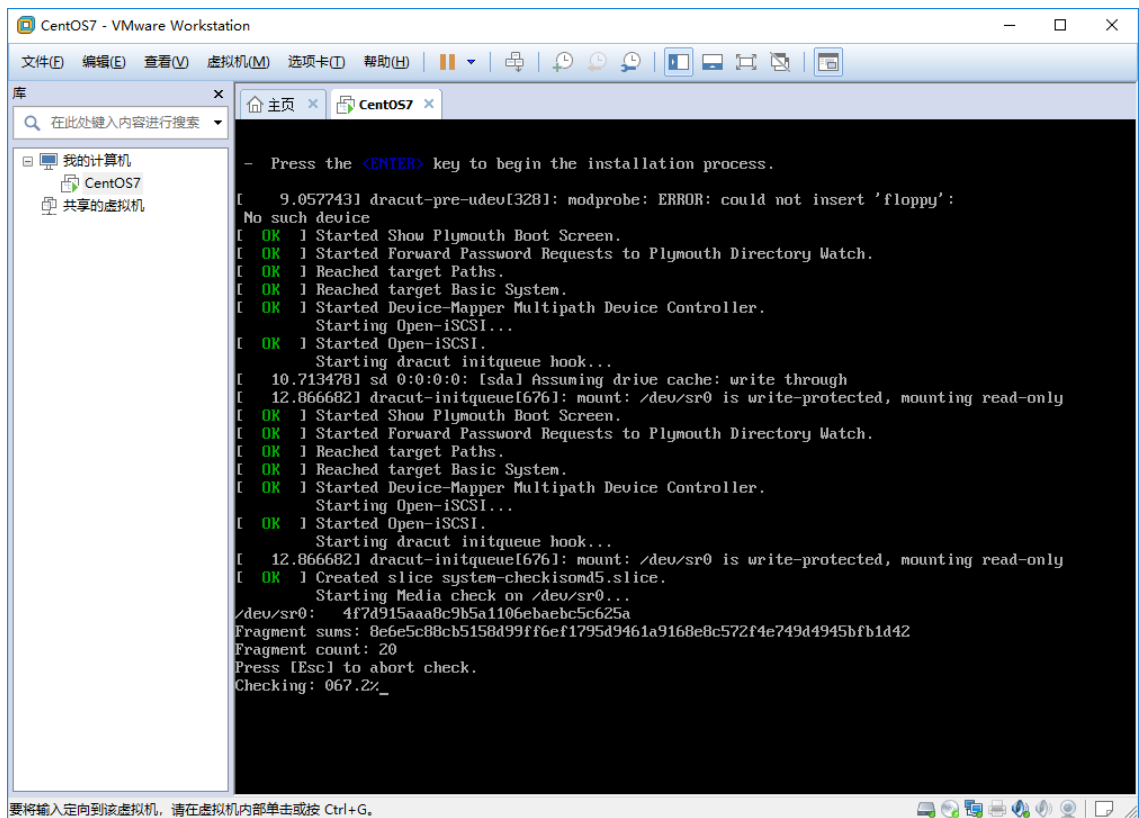 CentOS7 - VMware Workstation
文件(F) 编辑(E) 查看(V) 虚拟机(M) 选项卡(T) 帮助(H)
库
在此处键入内容进行搜索
我的计算机
CentOS7
共享的虚拟机
主页 CentOS7
- Press the <ENTER> key to begin the installation process.
[    9.057743] dracut-pre-udev[328]: modprobe: ERROR: could not insert 'floppy':
No such device
[  OK  ] Started Show Plymouth Boot Screen.
[  OK  ] Started Forward Password Requests to Plymouth Directory Watch.
[  OK  ] Reached target Paths.
[  OK  ] Reached target Basic System.
[  OK  ] Started Device-Mapper Multipath Device Controller.
Starting Open-iSCSI...
[  OK  ] Started Open-iSCSI.
Starting dracut initqueue hook...
[   10.713478] sd 0:0:0:0: [sda] Assuming drive cache: write through
[   12.866682] dracut-initqueue[676]: mount: /dev/sr0 is write-protected, mounting read-only
[  OK  ] Started Show Plymouth Boot Screen.
[  OK  ] Started Forward Password Requests to Plymouth Directory Watch.
[  OK  ] Reached target Paths.
[  OK  ] Reached target Basic System.
[  OK  ] Started Device-Mapper Multipath Device Controller.
Starting Open-iSCSI...
[  OK  ] Started Open-iSCSI.
Starting dracut initqueue hook...
[   12.866682] dracut-initqueue[676]: mount: /dev/sr0 is write-protected, mounting read-only
[  OK  ] Created slice system-checkisomd5.slice.
Starting Media check on /dev/sr0...
/dev/sr0:   4f7d915aaa8c9b5a1106ebaebc5c625a
Fragment sums: 8e6e5c88cb5158d99ff6ef1795d9461a9168e8c572f4e749d4945bfb1d42
Fragment count: 20
Press [Esc] to abort check.
Checking: 067.2%_
要将输入定向到该虚拟机，请在虚拟机内部单击或按 Ctrl+G。